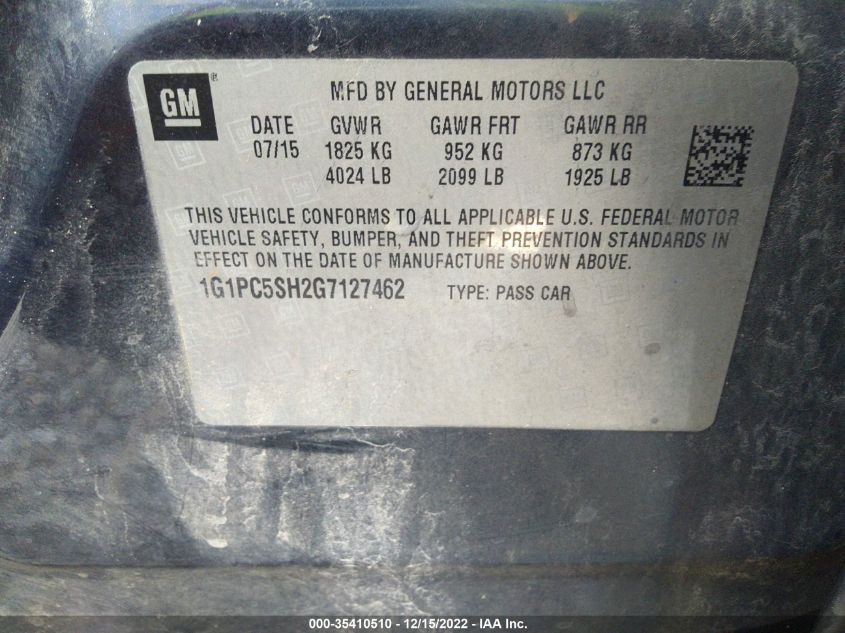 GM
®
MFD BY GENERAL MOTORS LLC
DATE GVWR GAWR FRT GAWR RR
07/15 1825 KG 952 KG 873 KG
4024 LB 2099 LB 1925 LB
THIS VEHICLE CONFORMS TO ALL APPLICABLE U.S. FEDERAL MOTOR
VEHICLE SAFETY, BUMPER, AND THEFT PREVENTION STANDARDS IN
EFFECT ON THE DATE OF MANUFACTURE SHOWN ABOVE.
1G1PC5SH2G7127462 TYPE: PASS CAR
000-35410510 - 12/15/2022 - IAA Inc.